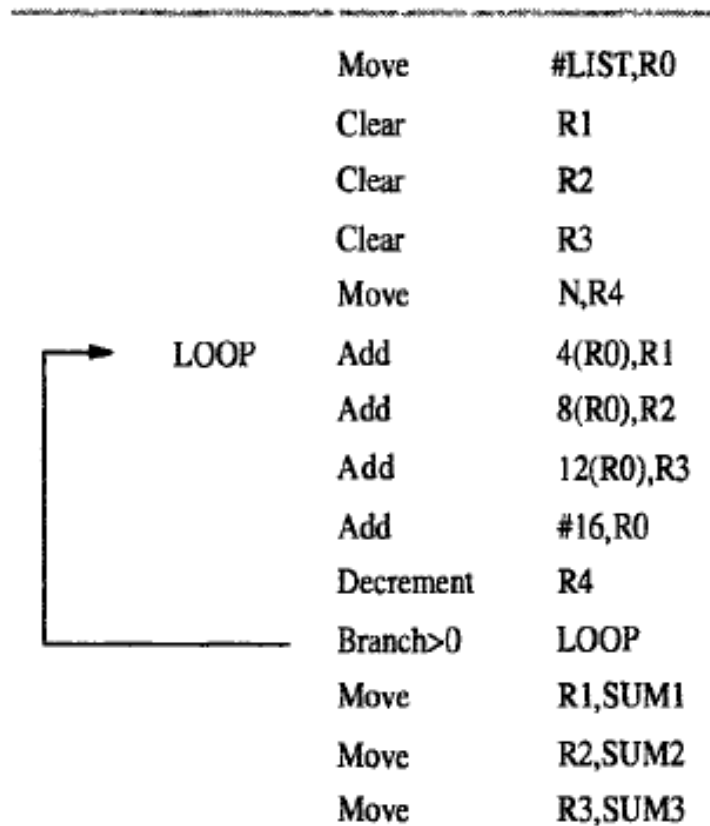 Move #LIST,R0
Clear R1
Clear R2
Clear R3
Move N,R4
LOOP Add 4(R0),R1
Add 8(R0),R2
Add 12(R0),R3
Add #16,R0
Decrement R4
Branch>0 LOOP
Move R1,SUM1
Move R2,SUM2
Move R3,SUM3